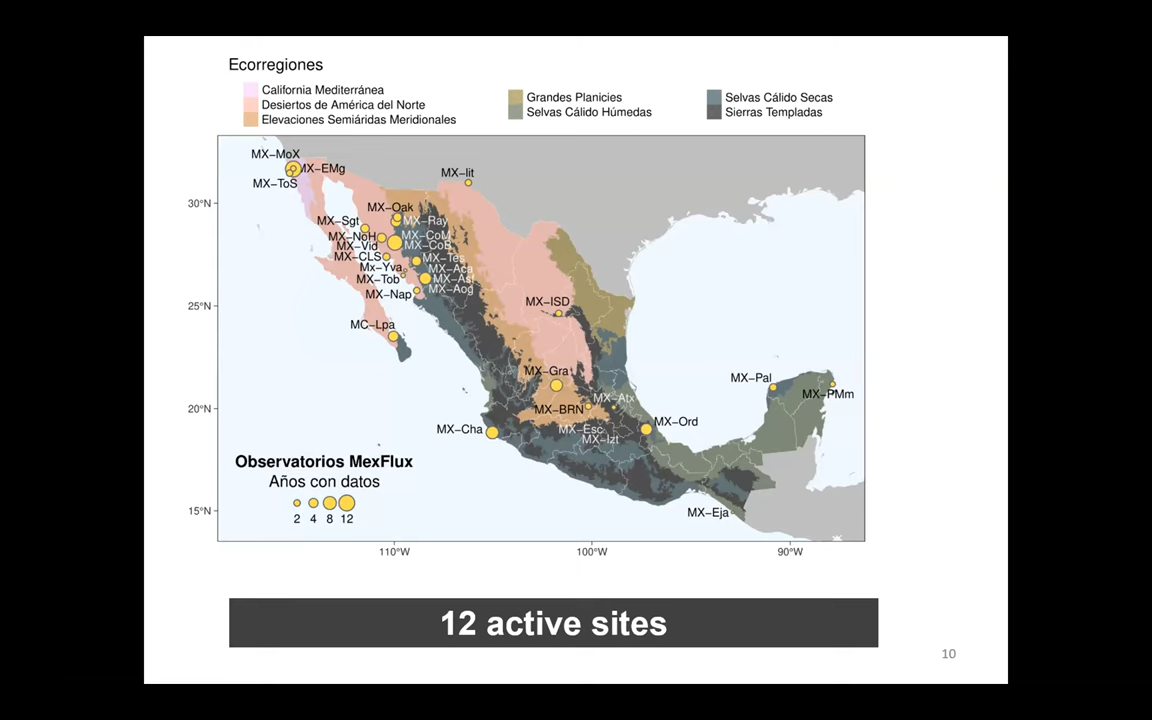 Ecorregiones
California Mediterránea
Desiertos de América del Norte
Elevaciones Semiáridas Meridionales
Grandes Planicies
Selvas Cálido Húmedas
Selvas Cálido Secas
Sierras Templadas
MX−MoX
MX−EMg
MX−ToS
MX−Iit
30°N
MX−Oak
MX−Sgt
MX−Ray
MX−NoH
MX−CoM
MX−Vid
MX−CoB
MX−CLS
MX−Tes
Mx−Yva
MX−Aca
MX−Tob
MX−Asl
MX−Aog
MX−Nap
25°N
MX−ISD
MC−Lpa
MX−Gra
MX−Pal
MX−PMm
MX−Atx
20°N
MX−BRN
MX−Ord
MX−Cha
MX−Esc
MX−Izt
Observatorios MexFlux
Años con datos
2 4 8 12
15°N
MX−Eja
110°W 100°W 90°W
12 active sites
10